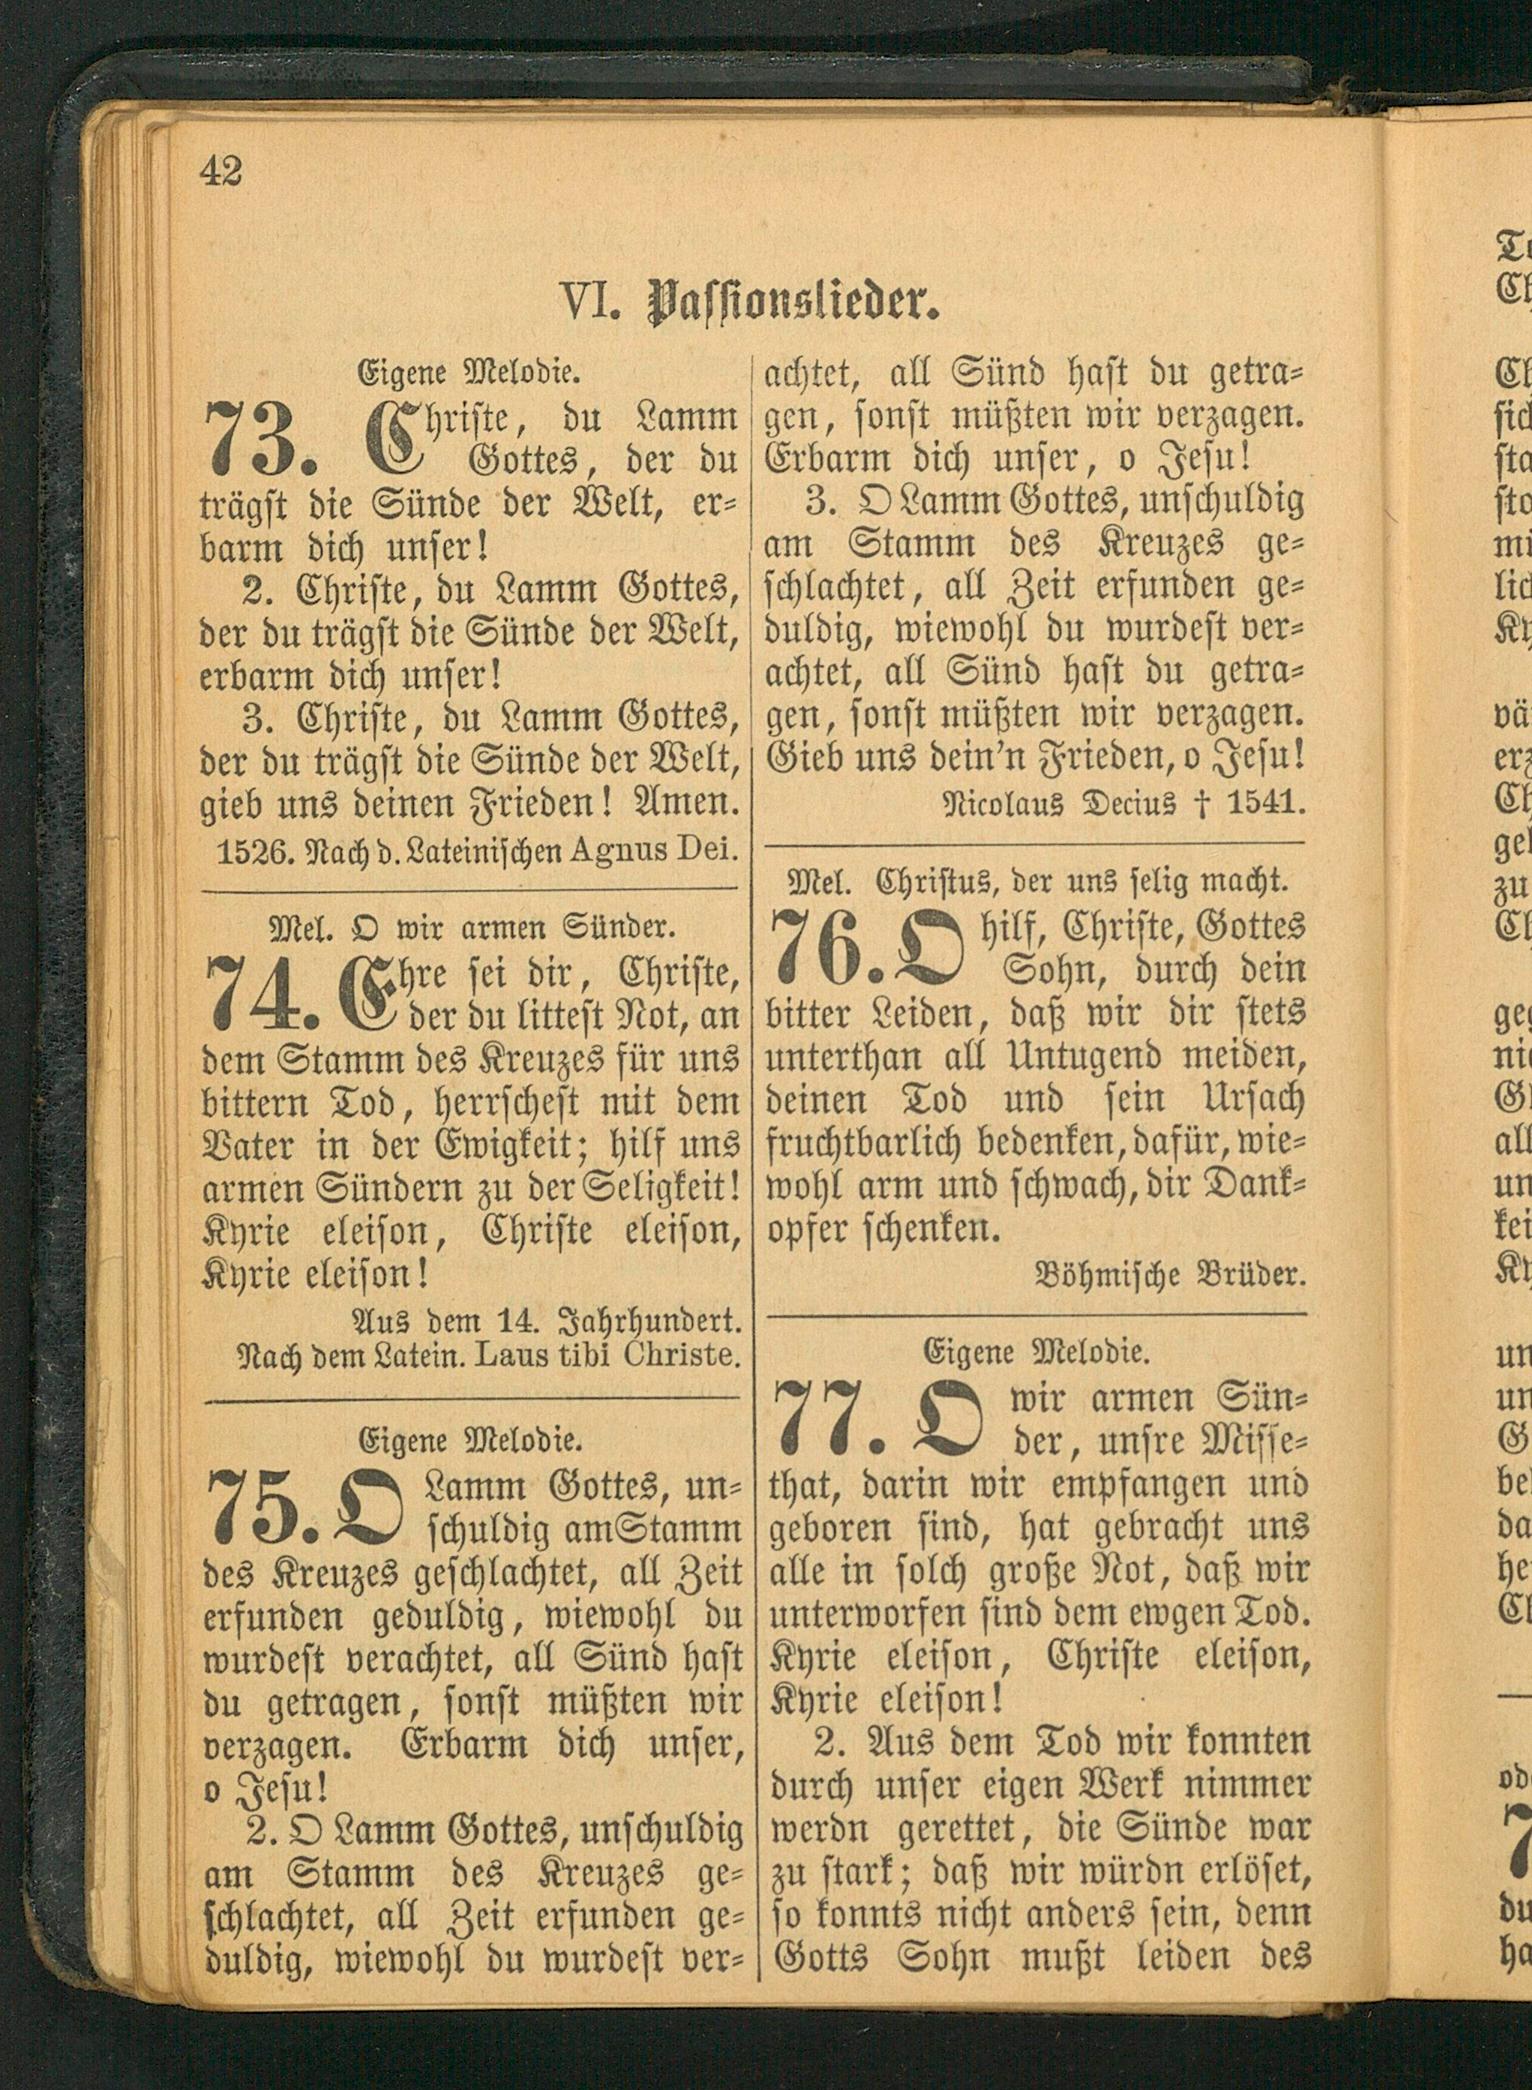 42
VI. Passionslieder.
Eigene Melodie.
73. Christe, du Lamm
Gottes, der du
trägst die Sünde der Welt, er-
barm dich unser!
2. Christe, du Lamm Gottes,
der du trägst die Sünde der Welt,
erbarm dich unser!
3. Christe, du Lamm Gottes,
der du trägst die Sünde der Welt,
gieb uns deinen Frieden! Amen.
1526. Nach d. Lateinischen Agnus Dei.
Mel. O wir armen Sünder.
74. Ehre sei dir, Christe,
der du littest Not, an
dem Stamm des Kreuzes für uns
bittern Tod, herrschest mit dem
Vater in der Ewigkeit; hilf uns
armen Sündern zu der Seligkeit!
Kyrie eleison, Christe eleison,
Kyrie eleison!
Aus dem 14. Jahrhundert.
Nach dem Latein. Laus tibi Christe.
Eigene Melodie.
75. O Lamm Gottes, un-
schuldig am Stamm
des Kreuzes geschlachtet, all Zeit
erfunden geduldig, wiewohl du
wurdest verachtet, all Sünd hast
du getragen, sonst müßten wir
verzagen. Erbarm dich unser,
o Jesu!
2. O Lamm Gottes, unschuldig
am Stamm des Kreuzes ge-
schlachtet, all Zeit erfunden ge-
duldig, wiewohl du wurdest ver-
achtet, all Sünd hast du getra-
gen, sonst müßten wir verzagen.
Erbarm dich unser, o Jesu!
3. O Lamm Gottes, unschuldig
am Stamm des Kreuzes ge-
schlachtet, all Zeit erfunden ge-
duldig, wiewohl du wurdest ver-
achtet, all Sünd hast du getra-
gen, sonst müßten wir verzagen.
Gieb uns dein'n Frieden, o Jesu!
Nicolaus Decius † 1541.
Mel. Christus, der uns selig macht.
76. O hilf, Christe, Gottes
Sohn, durch dein
bitter Leiden, daß wir dir stets
unterthan all Untugend meiden,
deinen Tod und sein Ursach
fruchtbarlich bedenken, dafür, wie-
wohl arm und schwach, dir Dank-
opfer schenken.
Böhmische Brüder.
Eigene Melodie.
77. O wir armen Sün-
der, unsre Misse-
that, darin wir empfangen und
geboren sind, hat gebracht uns
alle in solch große Not, daß wir
unterworfen sind dem ewgen Tod.
Kyrie eleison, Christe eleison,
Kyrie eleison!
2. Aus dem Tod wir konnten
durch unser eigen Werk nimmer
werdn gerettet, die Sünde war
zu stark; daß wir würdn erlöset,
so konnts nicht anders sein, denn
Gotts Sohn mußt leiden des